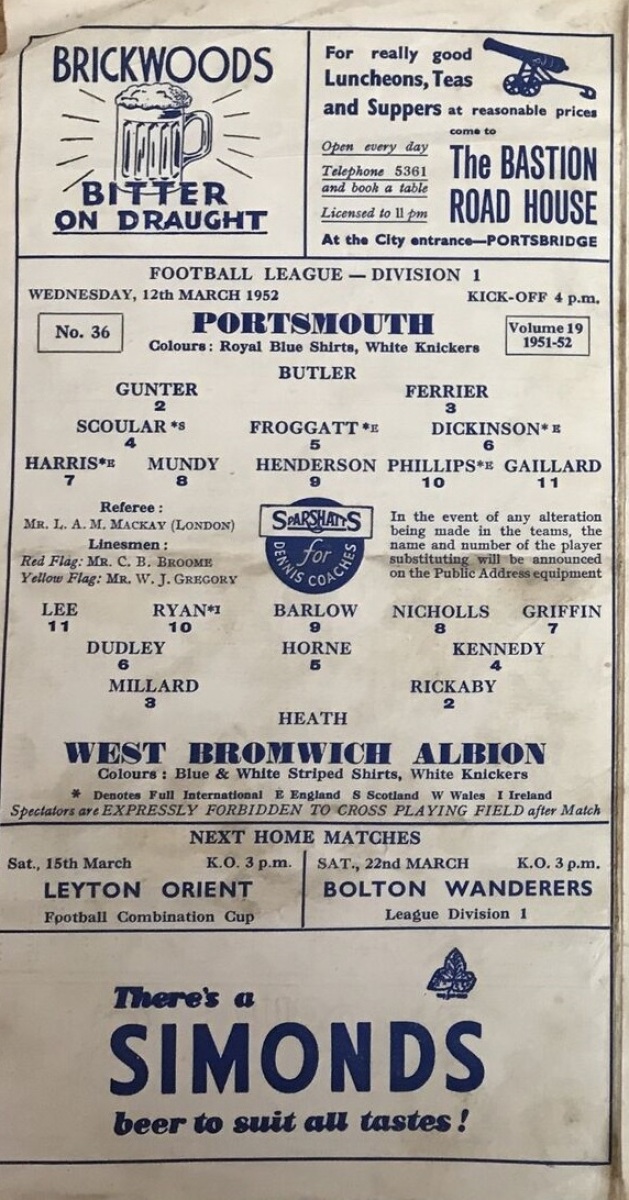 BRICKWOODS
BITTER
ON DRAUGHT
For really good
Luncheons, Teas
and Suppers at reasonable prices
come to
Open every day
Telephone 5361
and book a table
Licensed to 11 pm
The BASTION
ROAD HOUSE
At the City entrance—PORTSBRIDGE
FOOTBALL LEAGUE — DIVISION 1
WEDNESDAY, 12th MARCH 1952 KICK-OFF 4 p.m.
No. 36
PORTSMOUTH
Colours: Royal Blue Shirts, White Knickers
Volume 19
1951-52
BUTLER
GUNTER FERRIER
2 3
SCOULAR *S FROGGATT *E DICKINSON* E
4 5 6
HARRIS*E MUNDY HENDERSON PHILLIPS*E GAILLARD
7 8 9 10 11
Referee :
MR. L. A. M. MACKAY (LONDON)
Linesmen :
Red Flag: MR. C. B. BROOME
Yellow Flag: MR. W. J. GREGORY
SPARSHATTS
for
DENNIS COACHES
In the event of any alteration
being made in the teams, the
name and number of the player
substituting will be announced
on the Public Address equipment
LEE RYAN*I BARLOW NICHOLLS GRIFFIN
11 10 9 8 7
DUDLEY HORNE KENNEDY
6 5 4
MILLARD RICKABY
3 2
HEATH
WEST BROMWICH ALBION
Colours : Blue & White Striped Shirts, White Knickers
* Denotes Full International E England S Scotland W Wales I Ireland
Spectators are EXPRESSLY FORBIDDEN TO CROSS PLAYING FIELD after Match
NEXT HOME MATCHES
Sat., 15th March K.O. 3 p.m.
LEYTON ORIENT
Football Combination Cup
SAT., 22nd MARCH K.O. 3 p.m.
BOLTON WANDERERS
League Division 1
There's a
SIMONDS
beer to suit all tastes!